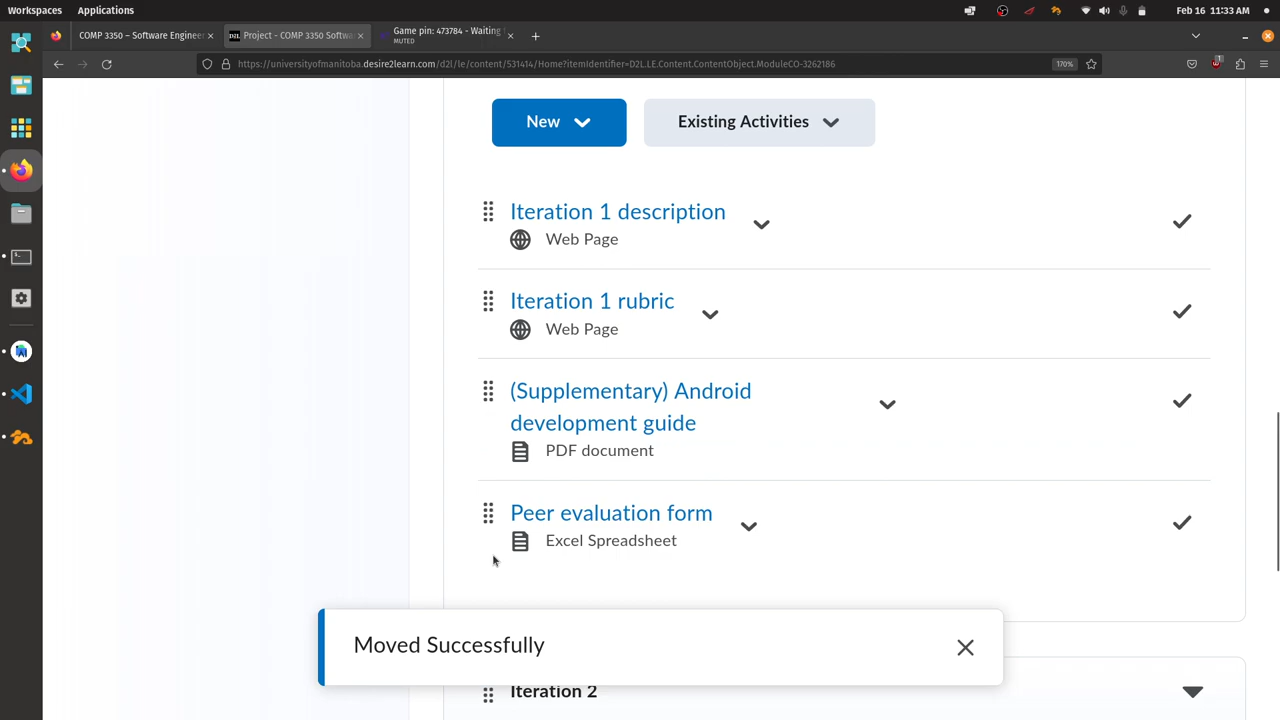 Workspaces Applications Feb 16 11:33 AM
COMP 3350 – Software Enginee Project - COMP 3350 Softwa Game pin: 473784 - Waiting
MUTED
https://universityofmanitoba.desire2learn.com/d2l/le/content/531414/Home?itemIdentifier=D2L.LE.Content.ContentObject.ModuleCO-3262186 170%
New Existing Activities
Iteration 1 description
Web Page
Iteration 1 rubric
Web Page
(Supplementary) Android
development guide
PDF document
Peer evaluation form
Excel Spreadsheet
Moved Successfully
Iteration 2